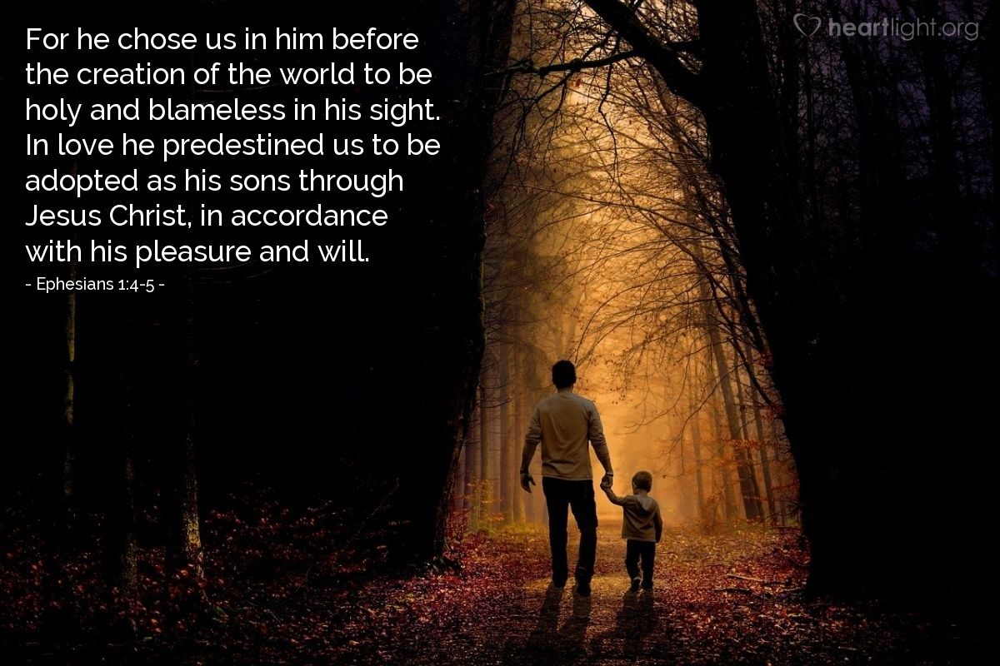 For he chose us in him before
the creation of the world to be
holy and blameless in his sight.
In love he predestined us to be
adopted as his sons through
Jesus Christ, in accordance
with his pleasure and will.
- Ephesians 1:4-5 -
heartlight.org